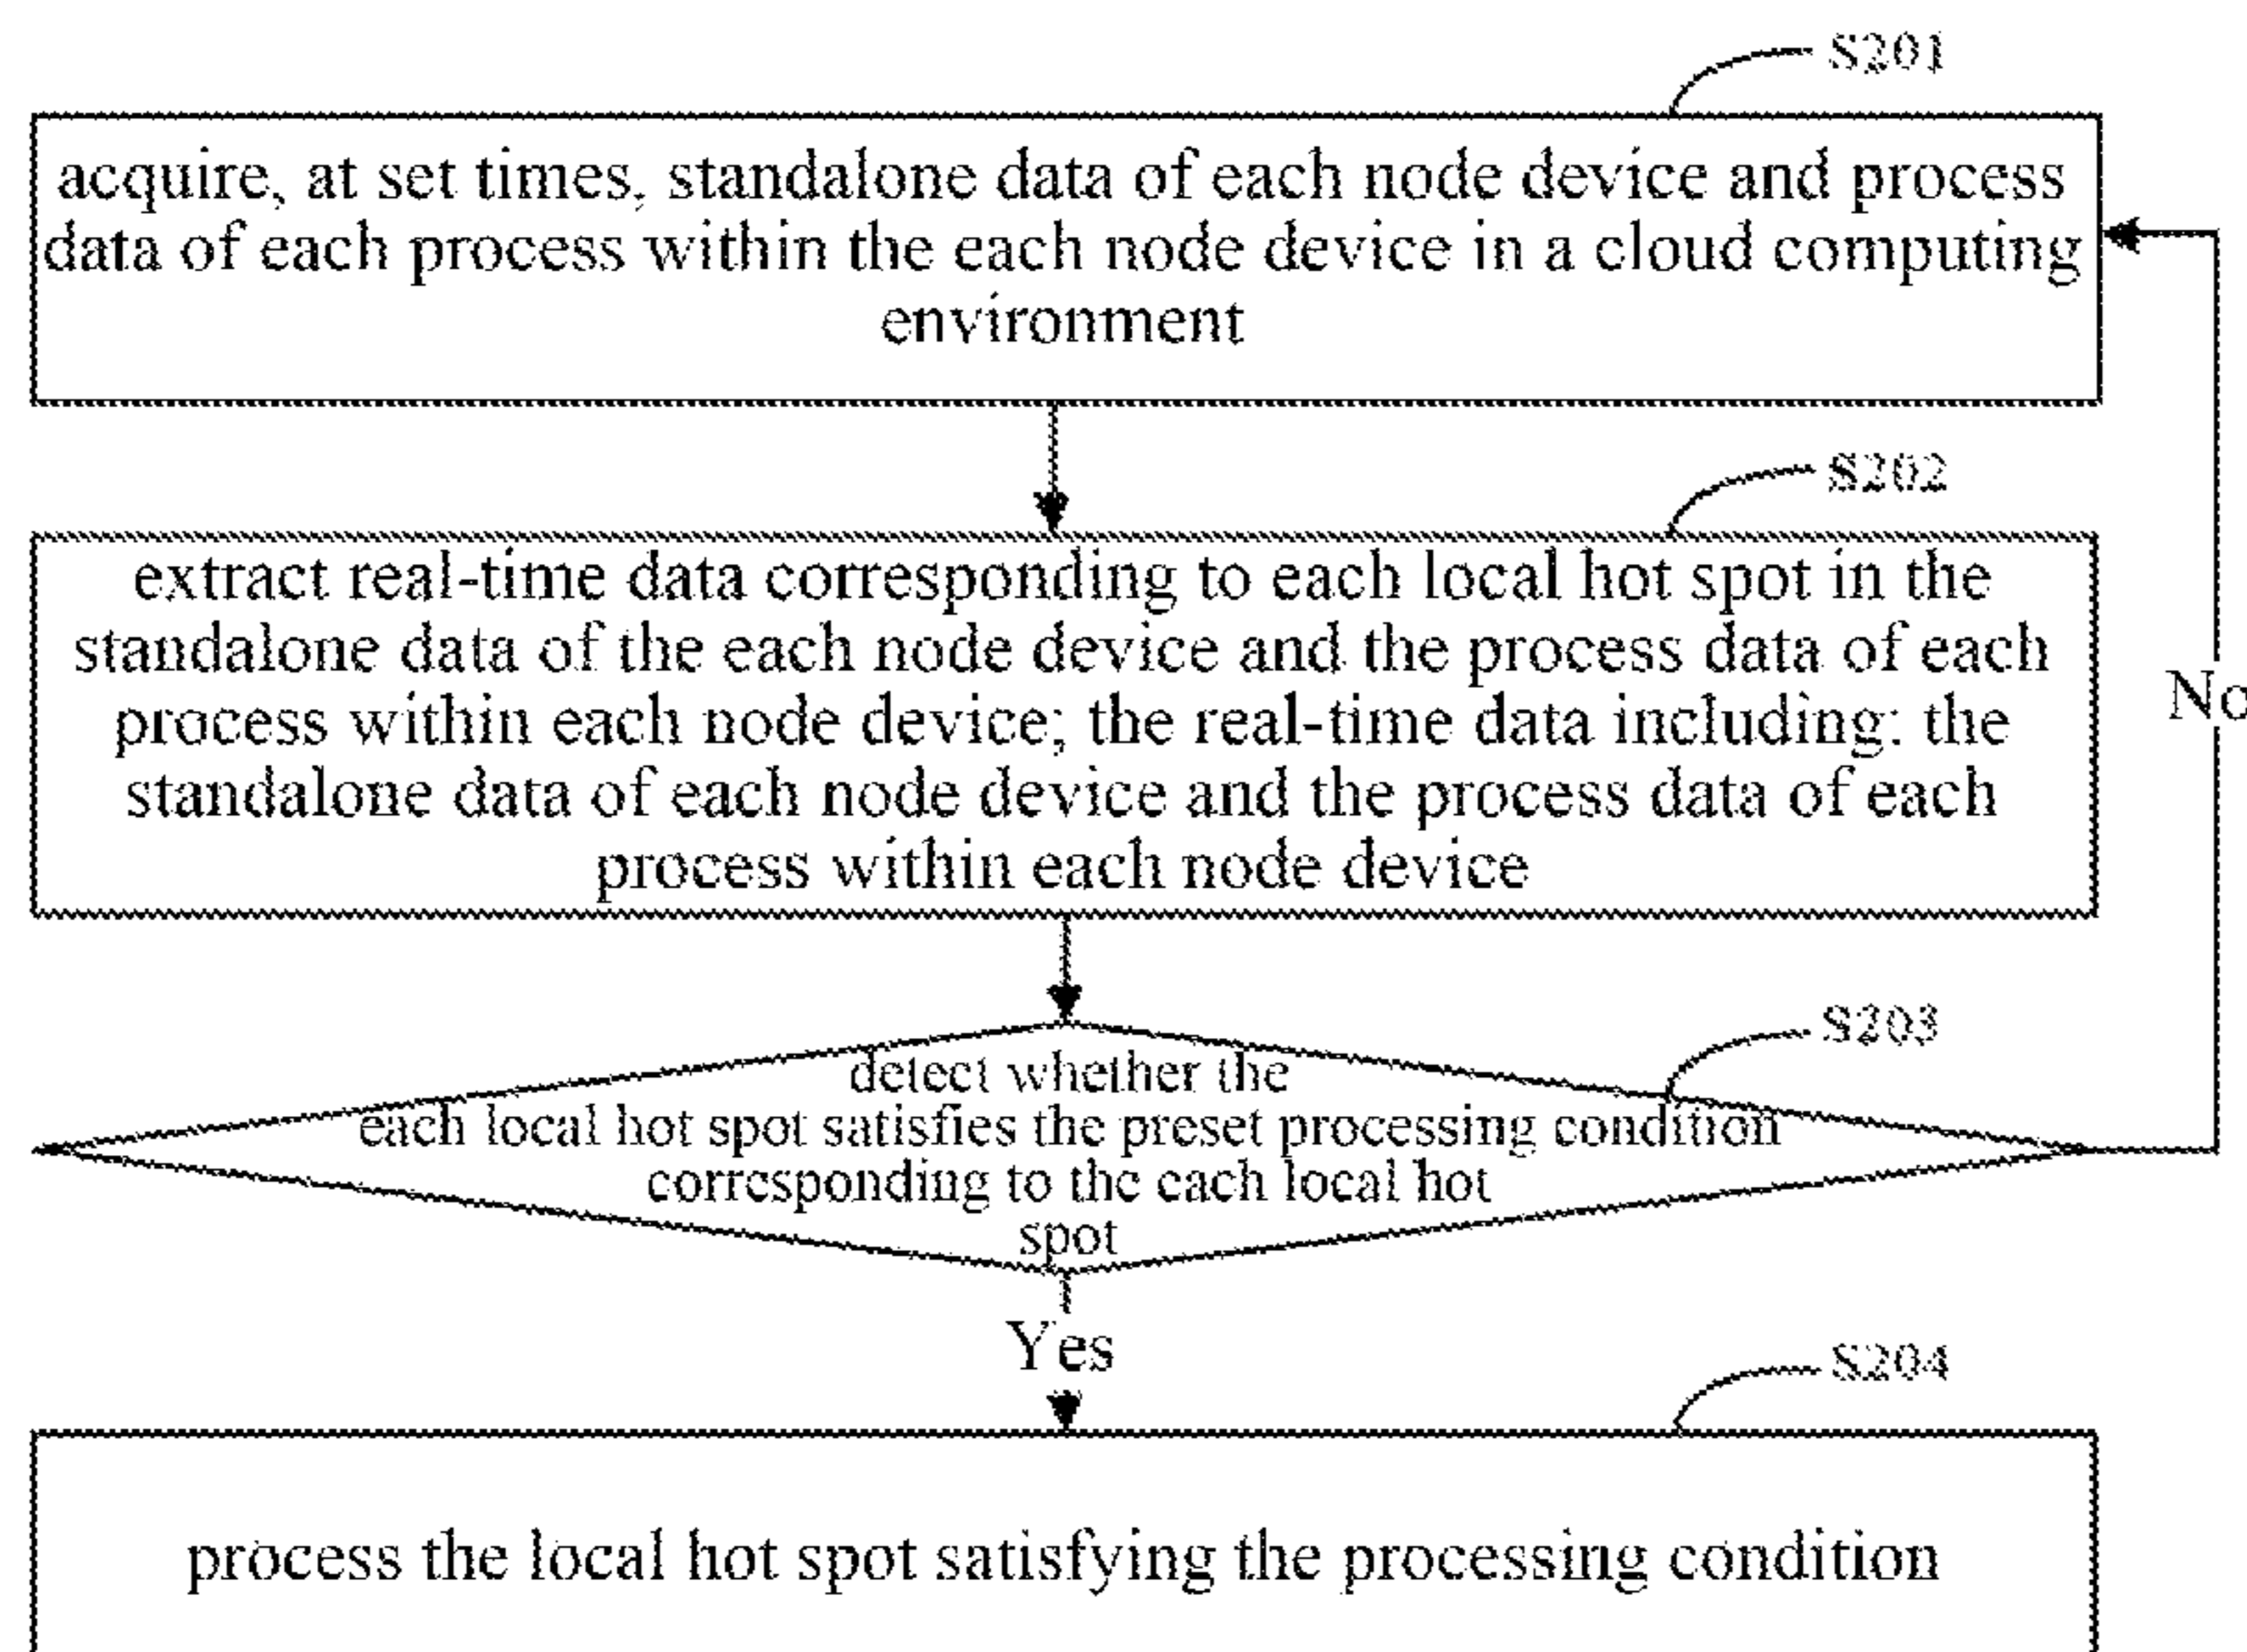 S201
acquire, at set times, standalone data of each node device and process
data of each process within the each node device in a cloud computing
environment
S202
extract real-time data corresponding to each local hot spot in the
standalone data of the each node device and the process data of each
process within each node device; the real-time data including: the
standalone data of each node device and the process data of each
process within each node device
No
S203
detect whether the
each local hot spot satisfies the preset processing condition
corresponding to the each local hot
spot
Yes
S204
process the local hot spot satisfying the processing condition